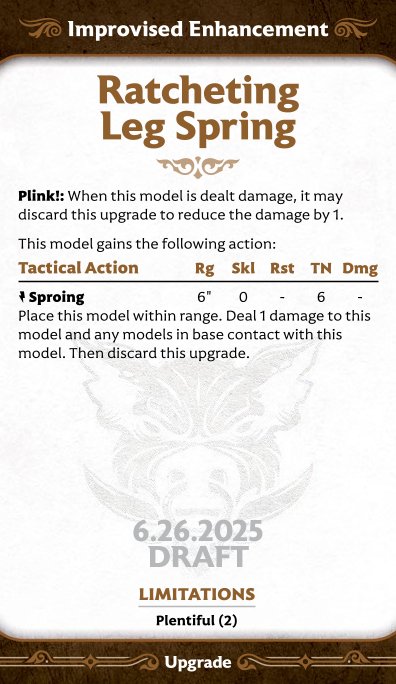 Improvised Enhancement
Ratcheting
Leg Spring
Plink!: When this model is dealt damage, it may
discard this upgrade to reduce the damage by 1.
This model gains the following action:
Tactical Action Rg Skl Rst TN Dmg
Sproing 6" 0 - 6 -
Place this model within range. Deal 1 damage to this
model and any models in base contact with this
model. Then discard this upgrade.
6.26.2025
DRAFT
LIMITATIONS
Plentiful (2)
Upgrade